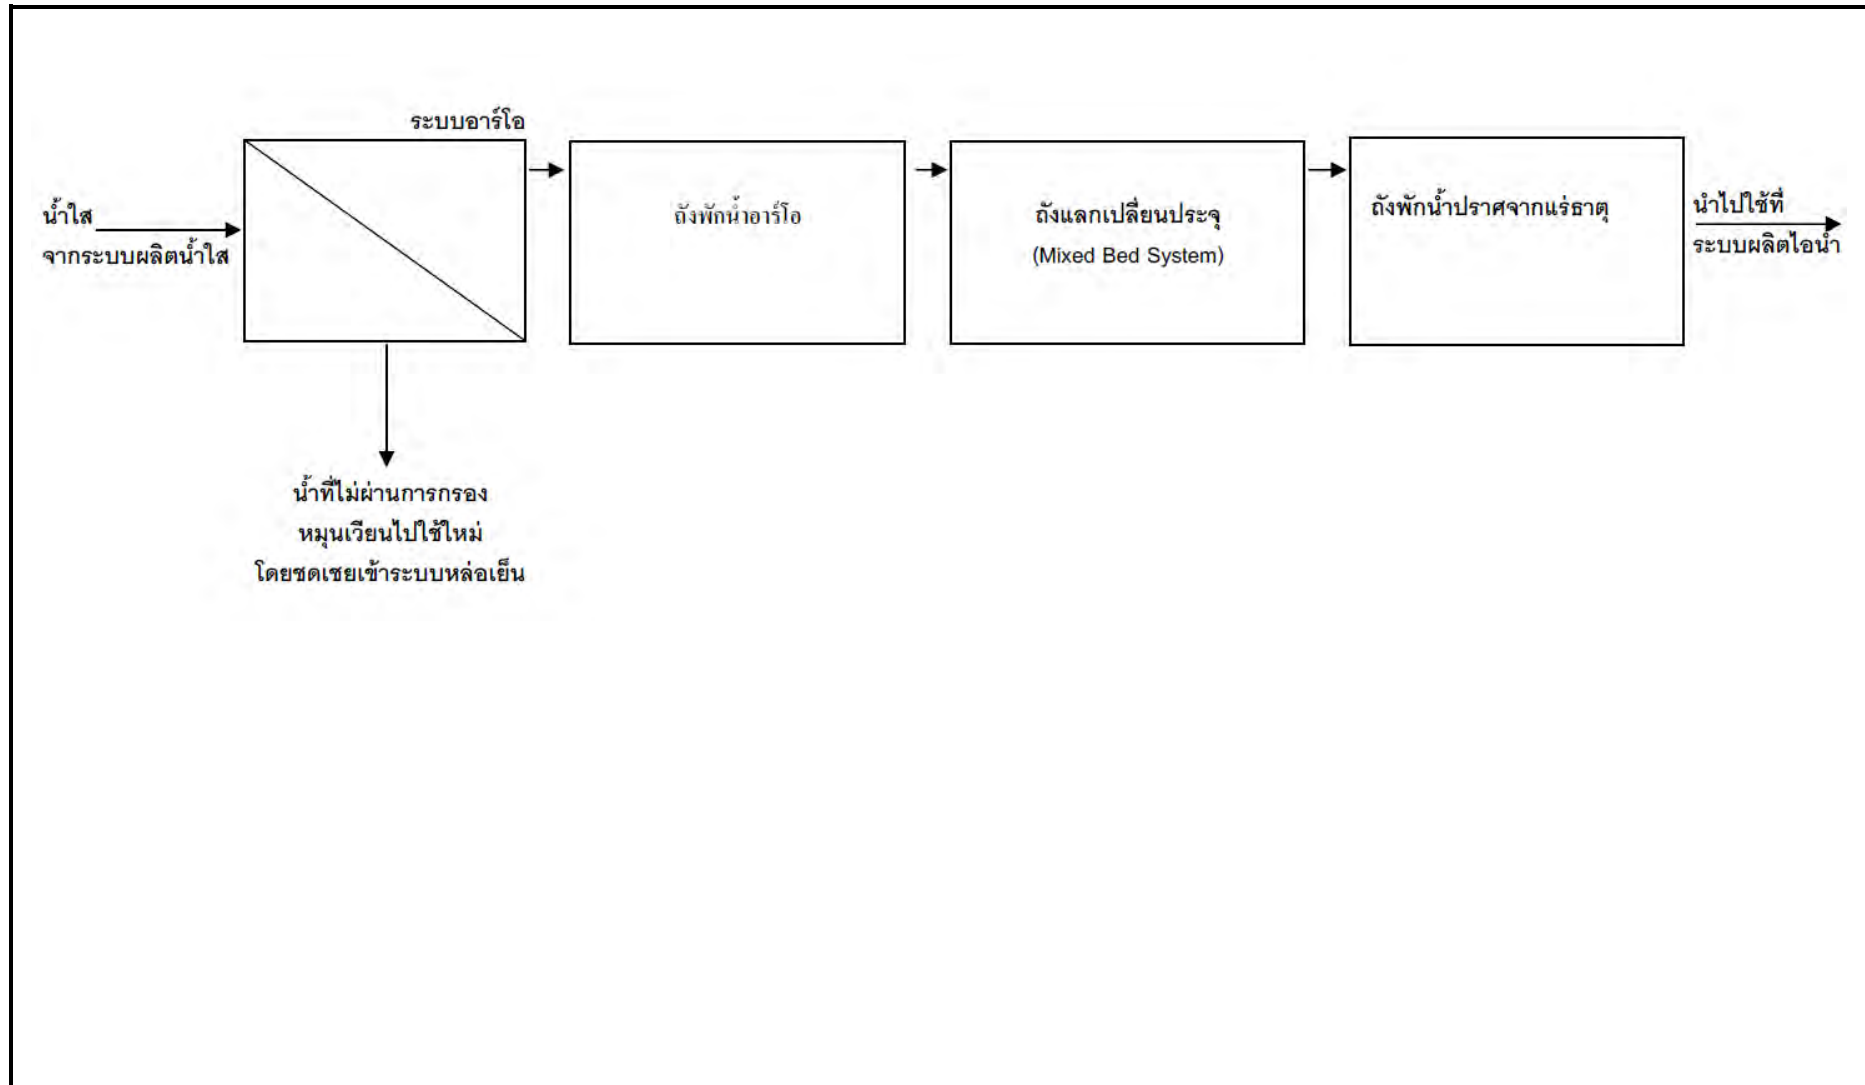 ระบบอาร์โอ
น้ำใส
จากระบบผลิตน้ำใส
ถังพักน้ำอาร์โอ
ถังแลกเปลี่ยนประจุ
(Mixed Bed System)
ถังพักน้ำปราศจากแร่ธาตุ
นำไปใช้ที่
ระบบผลิตไอน้ำ
น้ำที่ไม่ผ่านการกรอง
หมุนเวียนไปใช้ใหม่
โดยชดเชยเข้าระบบหล่อเย็น